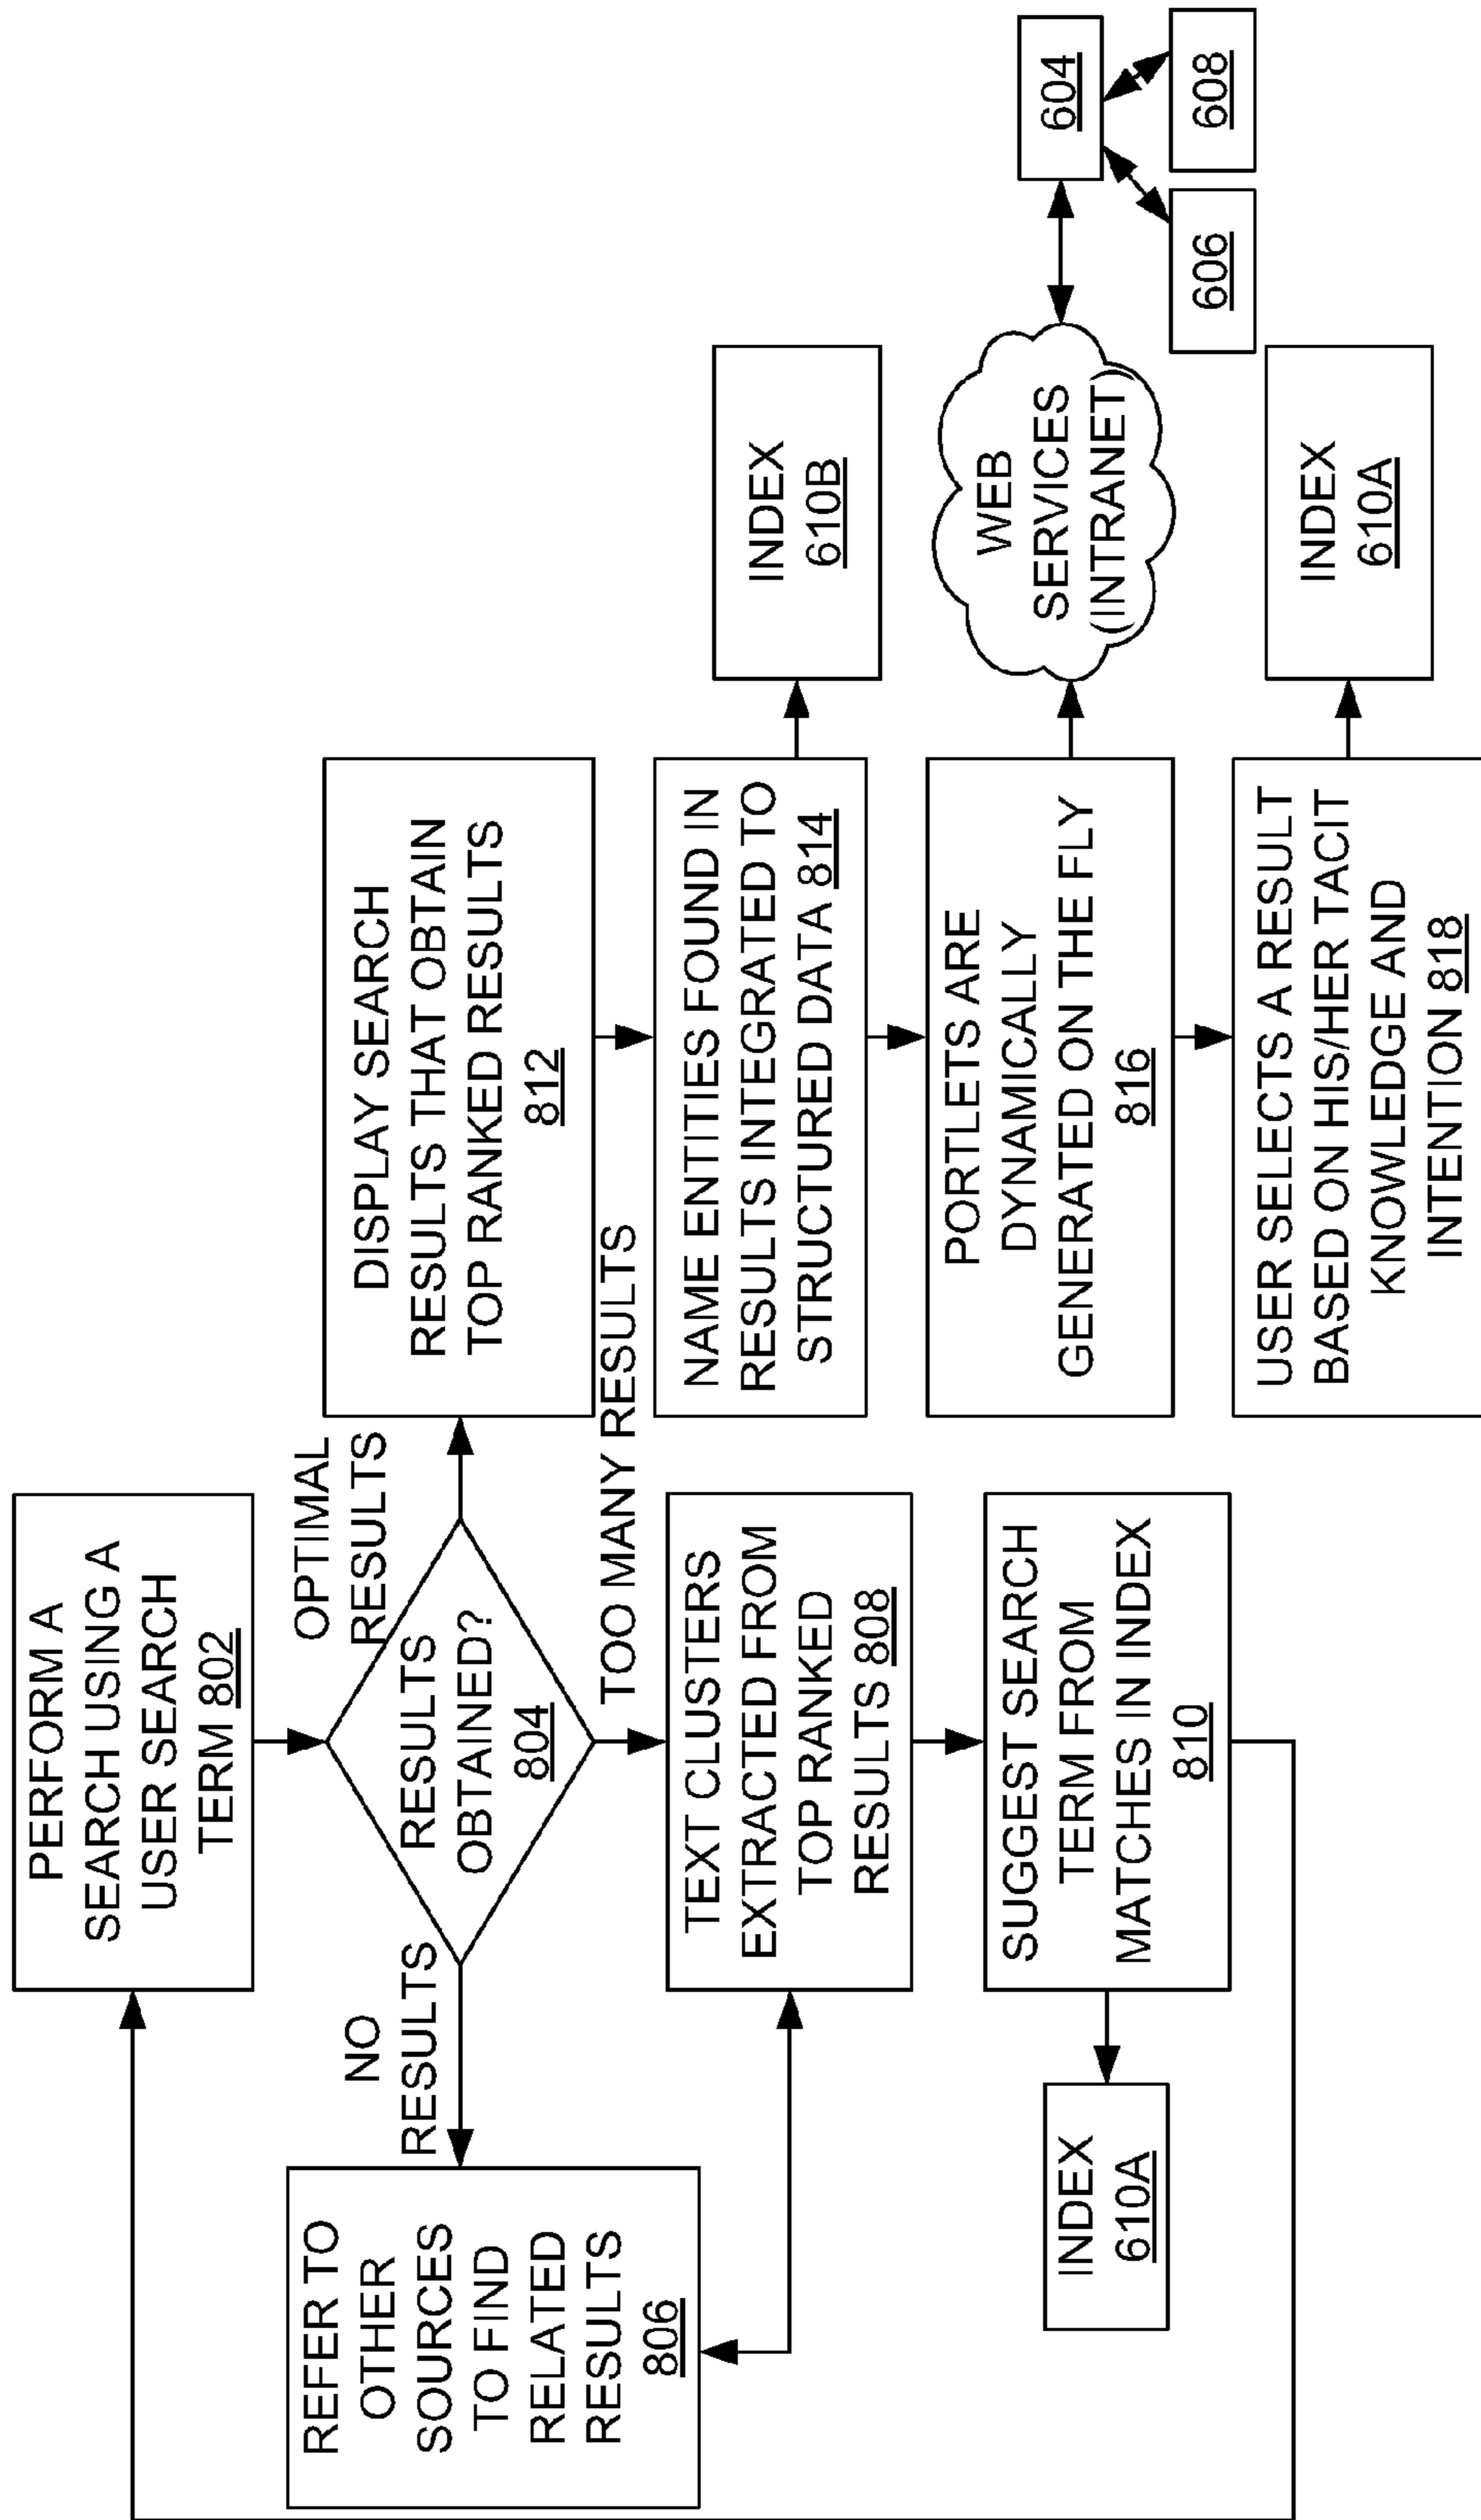 PERFORM A
SEARCH USING A
USER SEARCH
TERM 802
OPTIMAL
RESULTS
RESULTS
OBTAINED?
804
NO
RESULTS
TOO MANY RESULTS
REFER TO
OTHER
SOURCES
TO FIND
RELATED
RESULTS
806
TEXT CLUSTERS
EXTRACTED FROM
TOP RANKED
RESULTS 808
SUGGEST SEARCH
TERM FROM
MATCHES IN INDEX
810
INDEX
610A
DISPLAY SEARCH
RESULTS THAT OBTAIN
TOP RANKED RESULTS
812
NAME ENTITIES FOUND IN
RESULTS INTEGRATED TO
STRUCTURED DATA 814
INDEX
610B
PORTLETS ARE
DYNAMICALLY
GENERATED ON THE FLY
816
WEB
SERVICES
(INTRANET)
604
606
608
USER SELECTS A RESULT
BASED ON HIS/HER TACIT
KNOWLEDGE AND
INTENTION 818
INDEX
610A